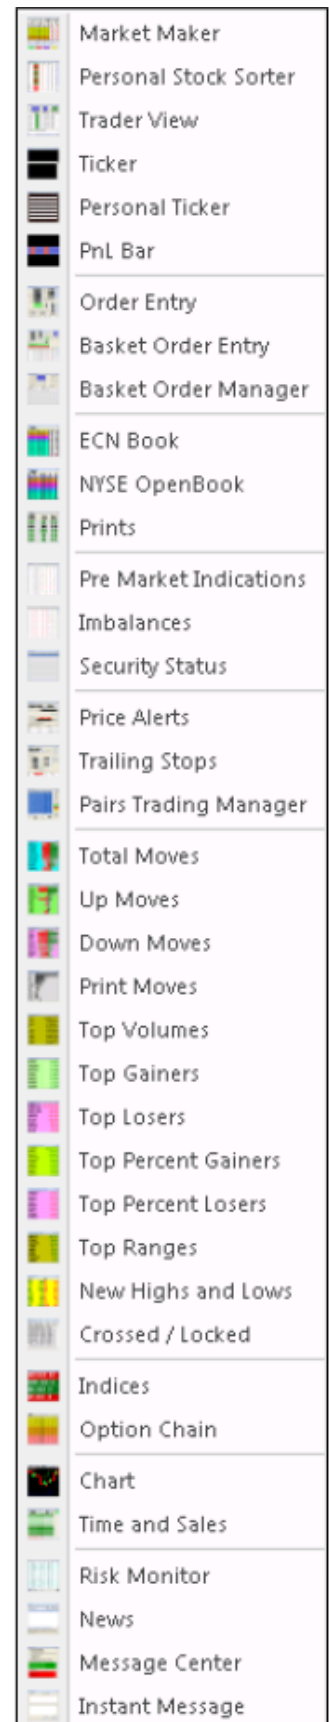 Market Maker
Personal Stock Sorter
Trader View
Ticker
Personal Ticker
PnL Bar
Order Entry
Basket Order Entry
Basket Order Manager
ECN Book
NYSE OpenBook
Prints
Pre Market Indications
Imbalances
Security Status
Price Alerts
Trailing Stops
Pairs Trading Manager
Total Moves
Up Moves
Down Moves
Print Moves
Top Volumes
Top Gainers
Top Losers
Top Percent Gainers
Top Percent Losers
Top Ranges
New Highs and Lows
Crossed / Locked
Indices
Option Chain
Chart
Time and Sales
Risk Monitor
News
Message Center
Instant Message